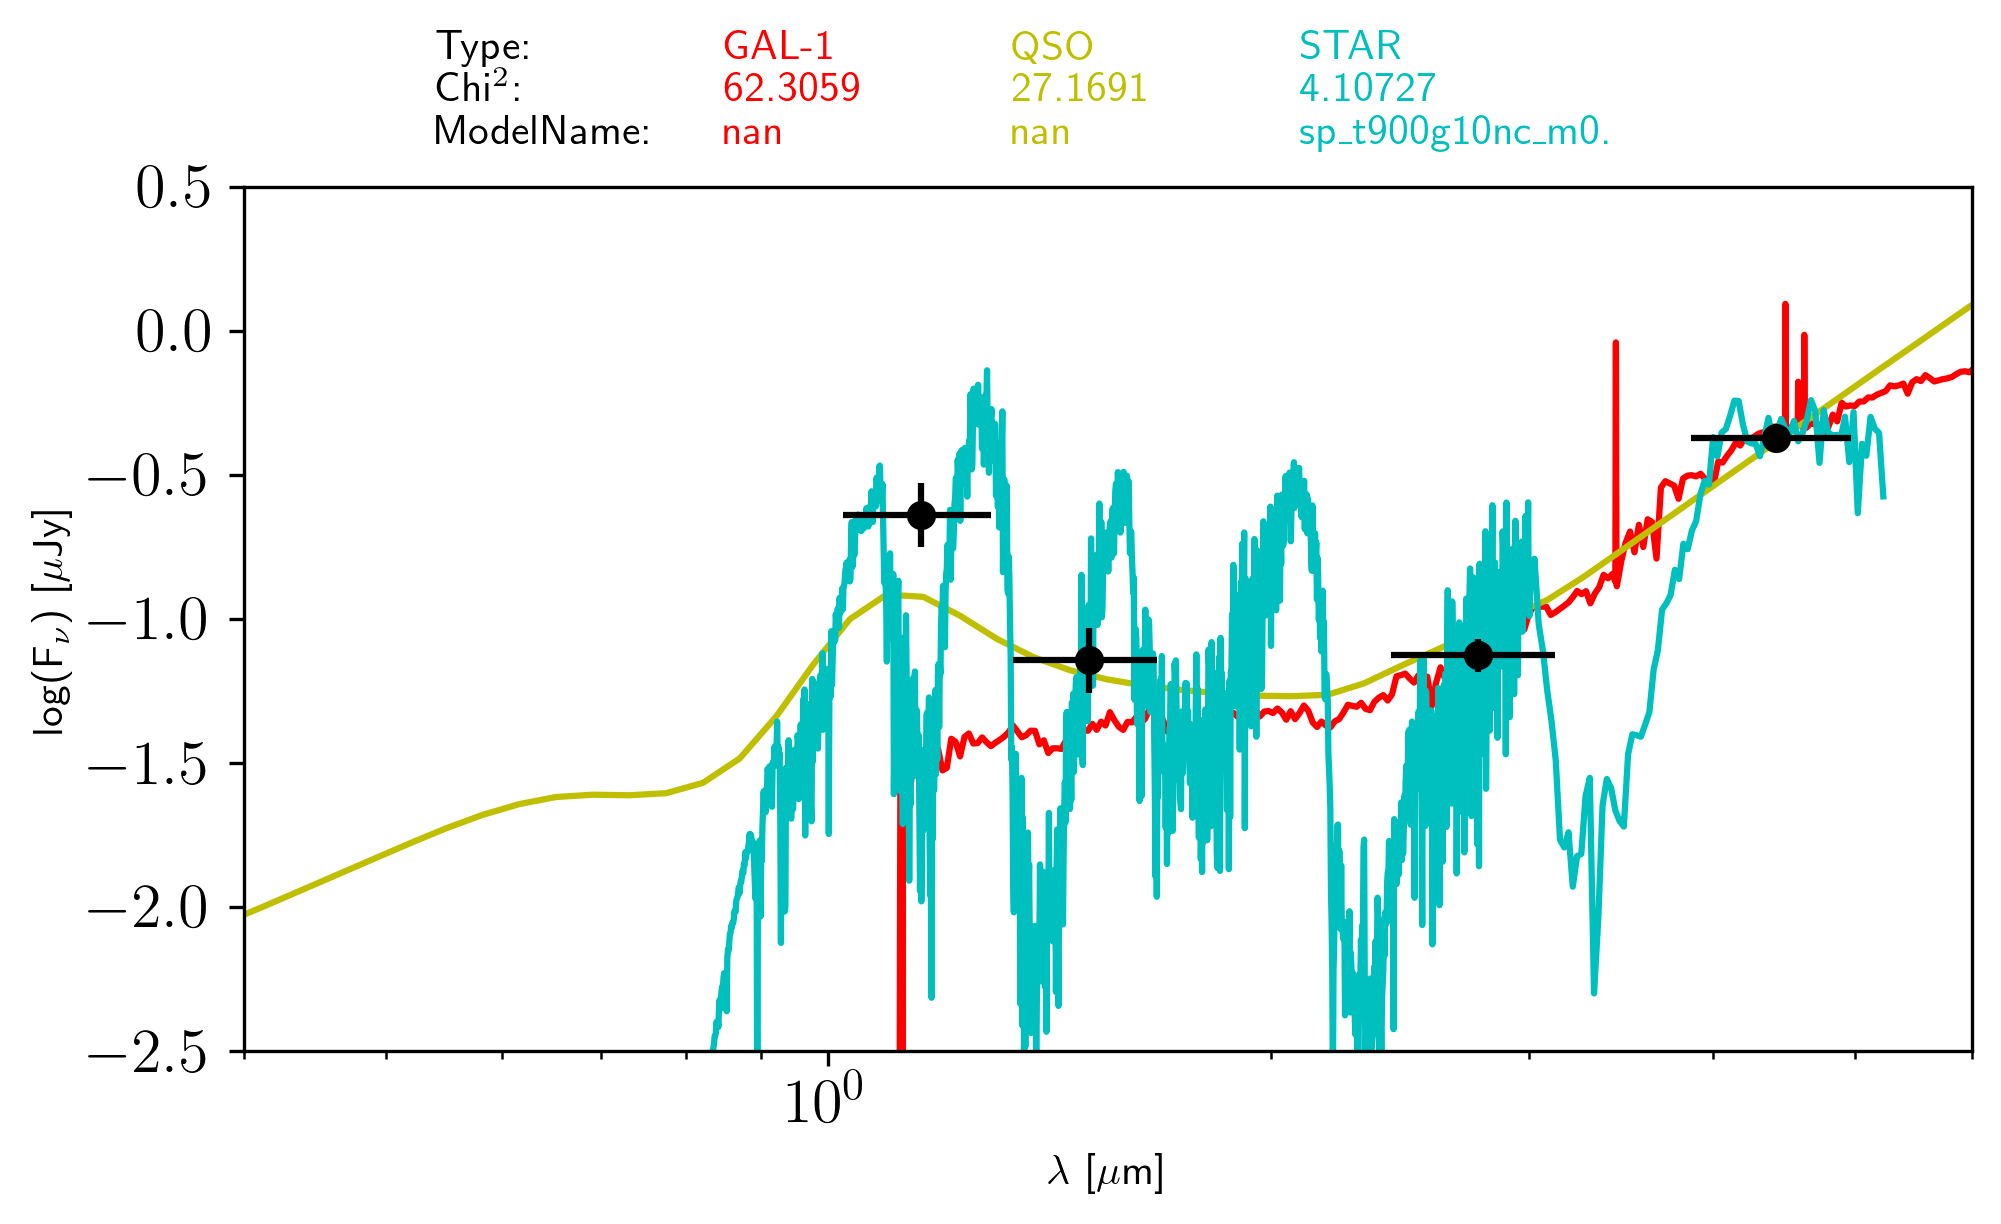 Type: GAL-1 QSO STAR
Chi²: 62.3059 27.1691 4.10727
ModelName: nan nan sp_t900g10nc_m0.
0.5
0.0
−0.5
−1.0
−1.5
−2.0
−2.5
log(Fν) [μJy]
10⁰
λ [μm]